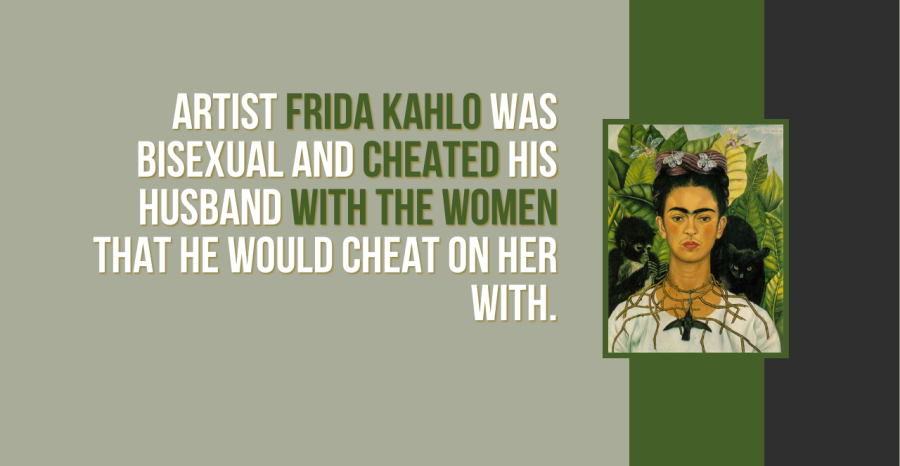 ARTIST FRIDA KAHLO WAS
BISEXUAL AND CHEATED HIS
HUSBAND WITH THE WOMEN
THAT HE WOULD CHEAT ON HER
WITH.